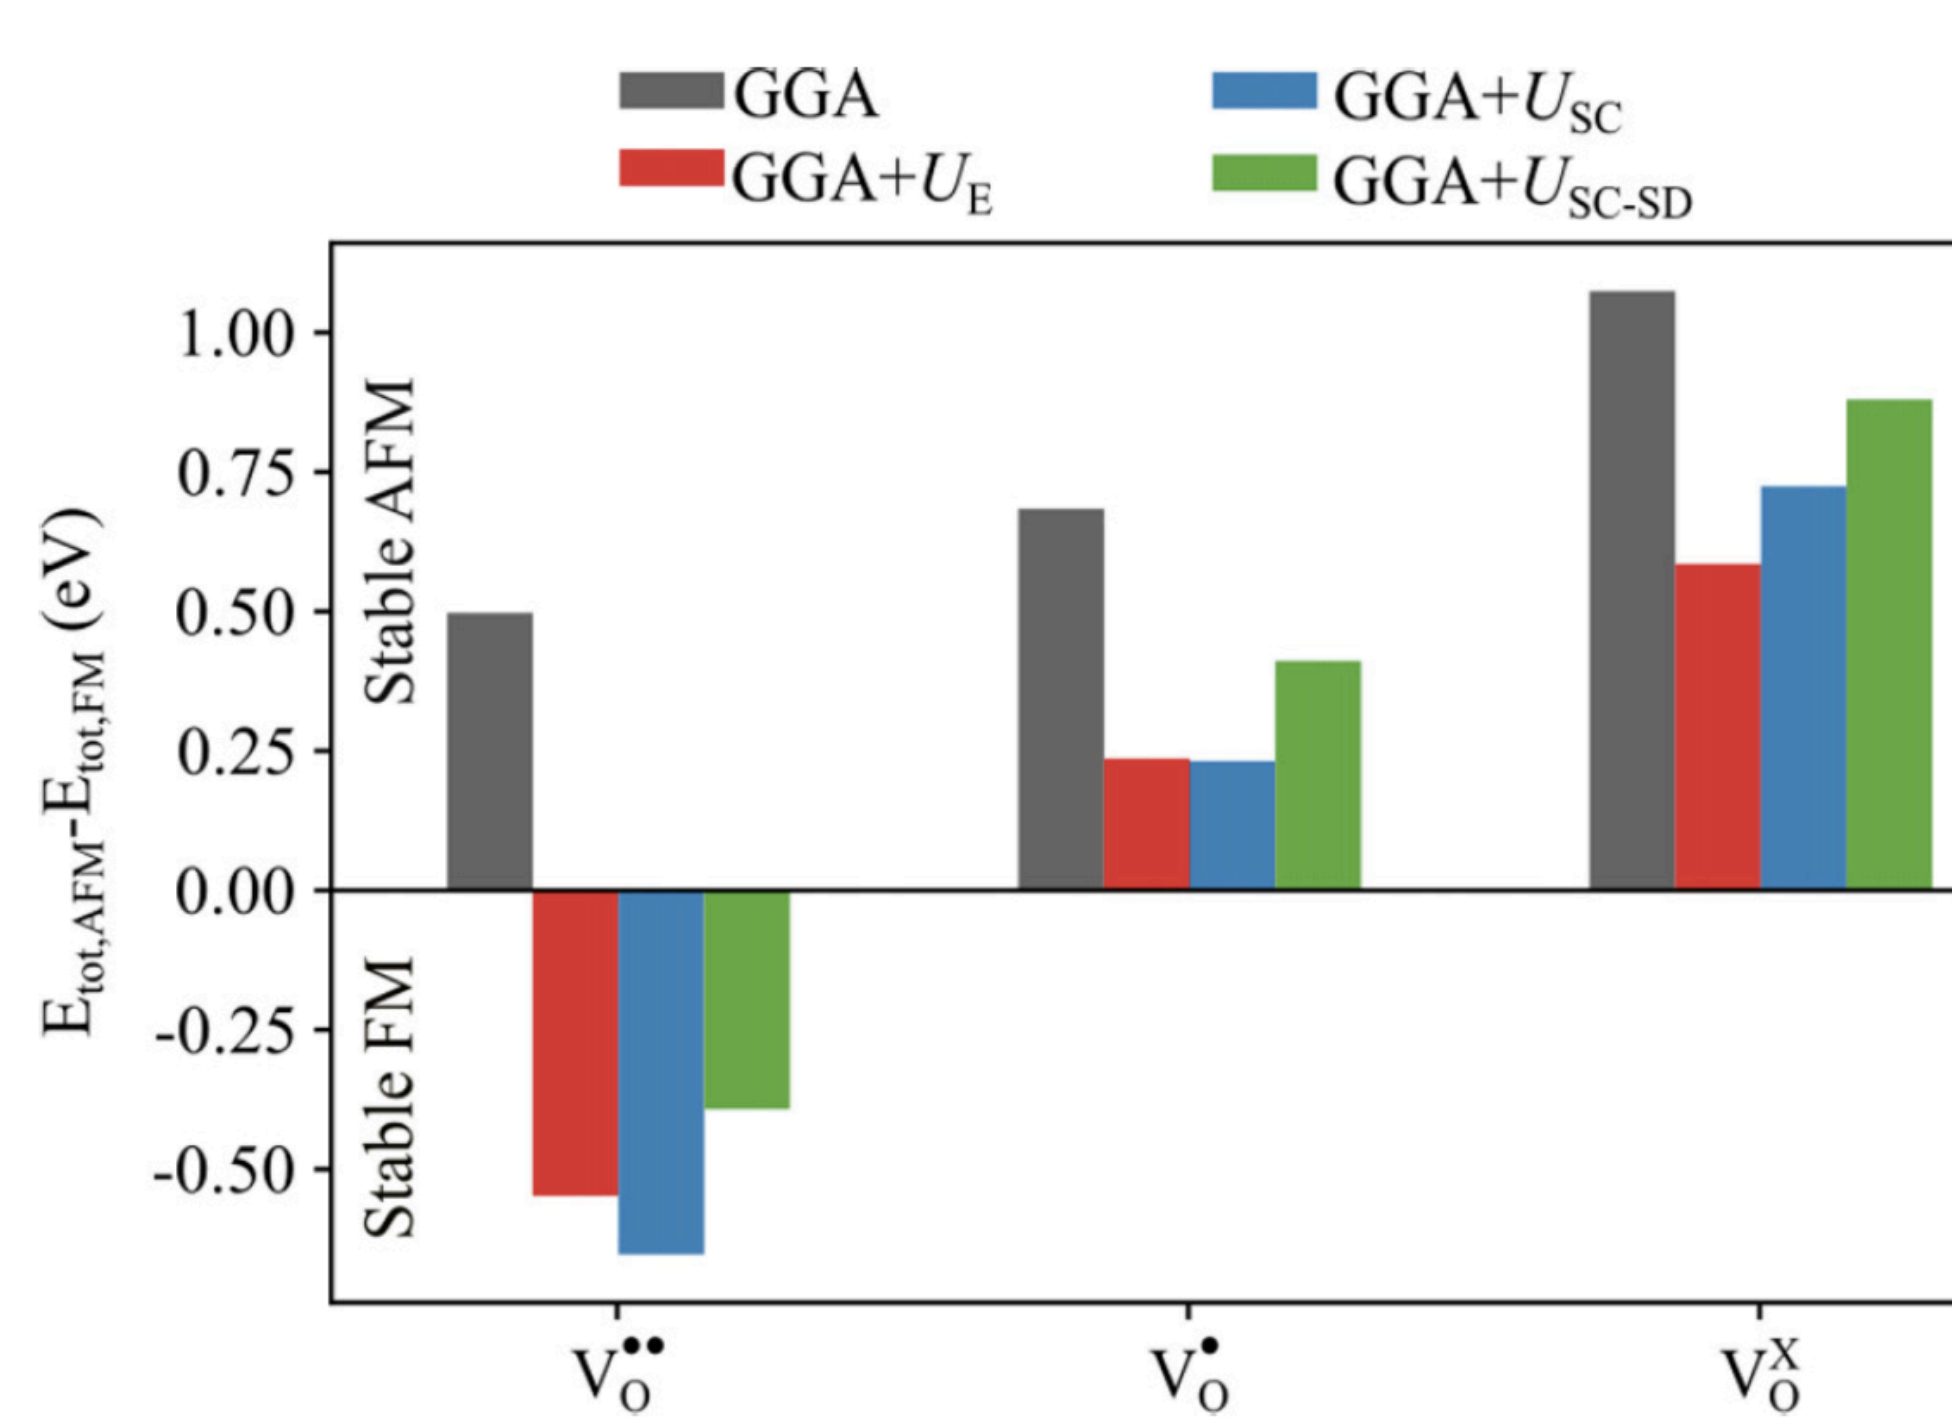 GGA
GGA+U_E
GGA+U_SC
GGA+U_SC-SD
E_tot,AFM-E_tot,FM (eV)
1.00
0.75
0.50
0.25
0.00
-0.25
-0.50
Stable AFM
Stable FM
V_O^••
V_O^•
V_O^X